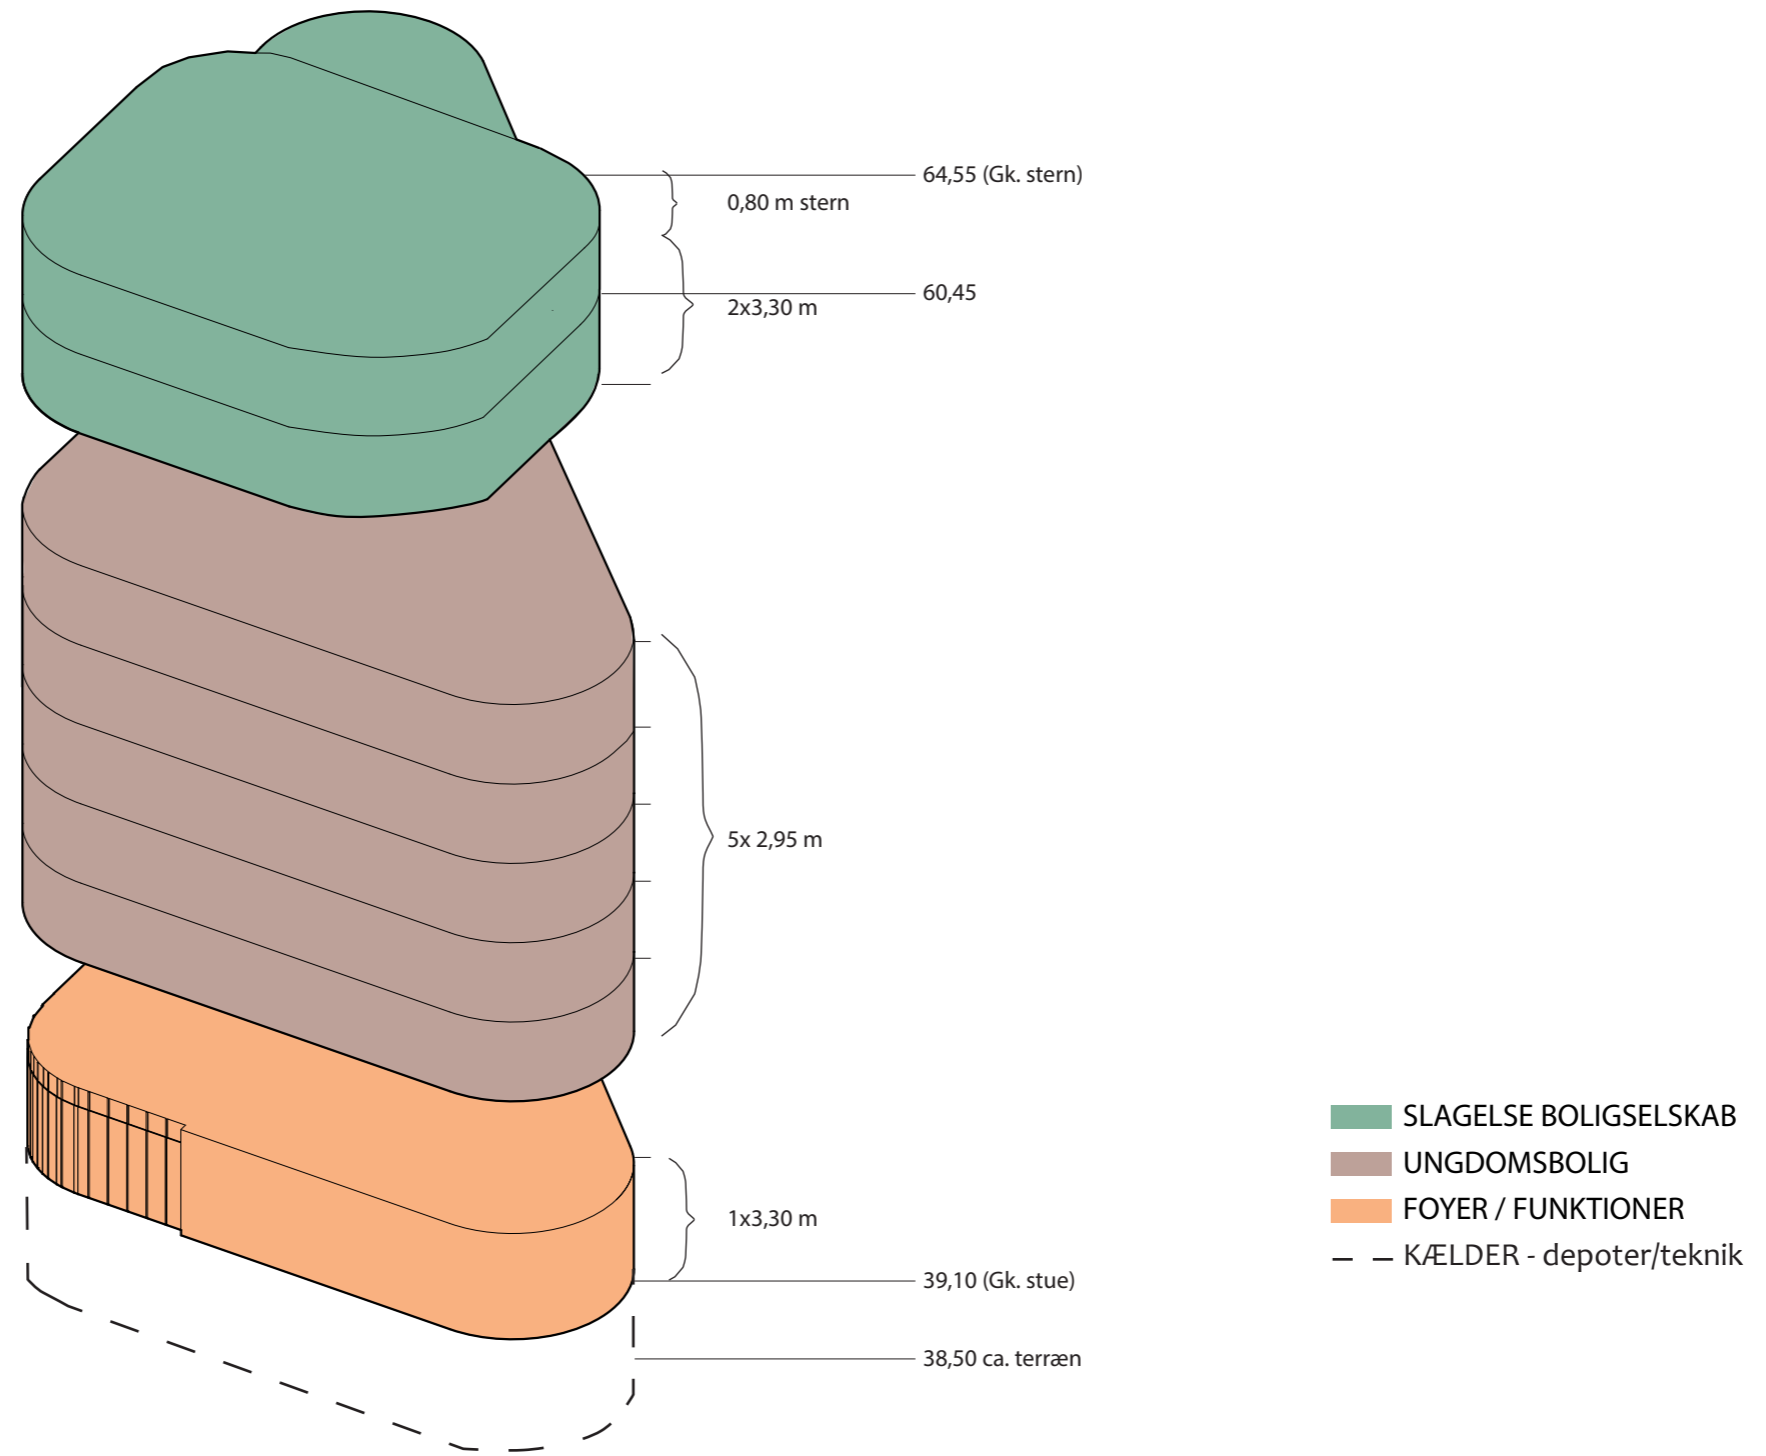 64,55 (Gk. stern)
0,80 m stern
60,45
2x3,30 m
5x 2,95 m
1x3,30 m
39,10 (Gk. stue)
38,50 ca. terræn
SLAGELSE BOLIGSELSKAB
UNGDOMSBOLIG
FOYER / FUNKTIONER
KÆLDER - depoter/teknik